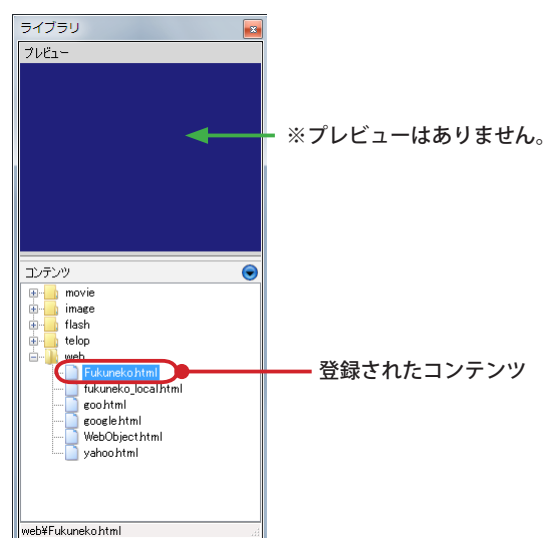 ライブラリ
プレビュー
※プレビューはありません。
コンテンツ
movie
image
flash
telop
web
Fukuneko.html
登録されたコンテンツ
fukuneko_local.html
goo.html
google.html
WebObject.html
yahoo.html
web¥Fukuneko.html